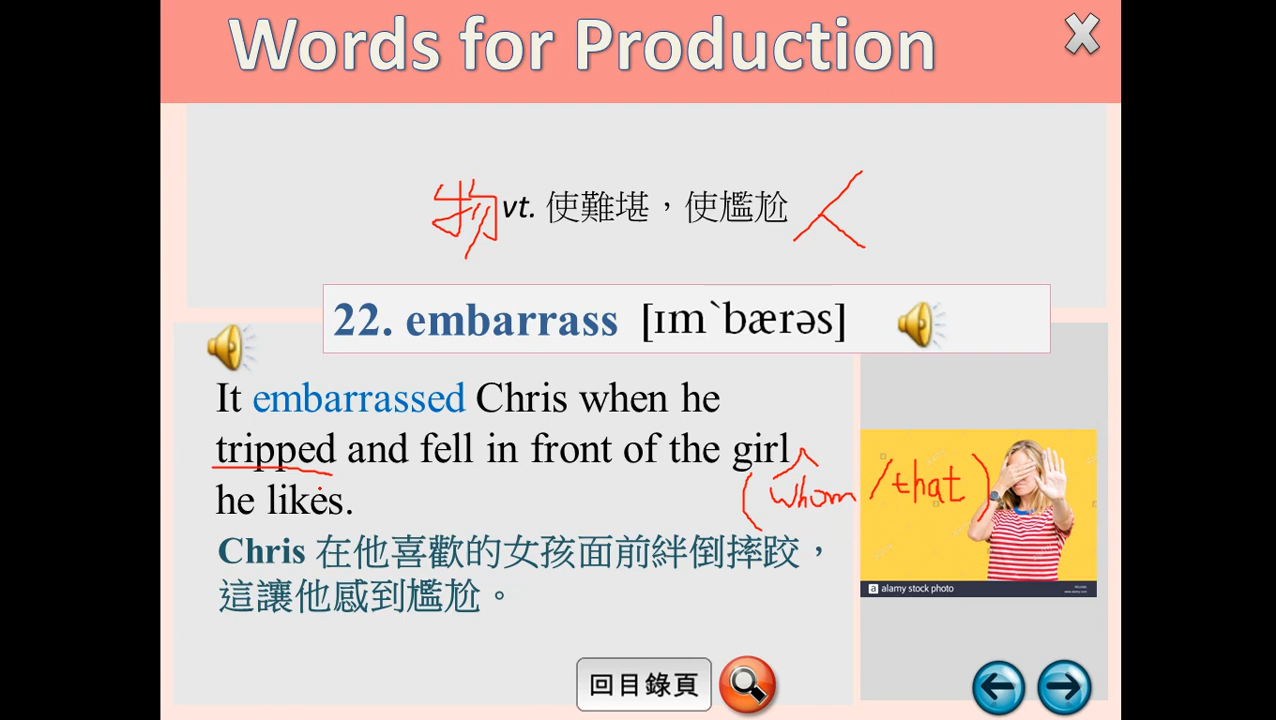 Words for Production
物 vt. 使難堪，使尷尬 人
22. embarrass [ɪmˋbærəs]
It embarrassed Chris when he
tripped and fell in front of the girl
(whom/that)
he likes.
Chris 在他喜歡的女孩面前絆倒摔跤，
這讓他感到尷尬。
a alamy stock photo
回目錄頁